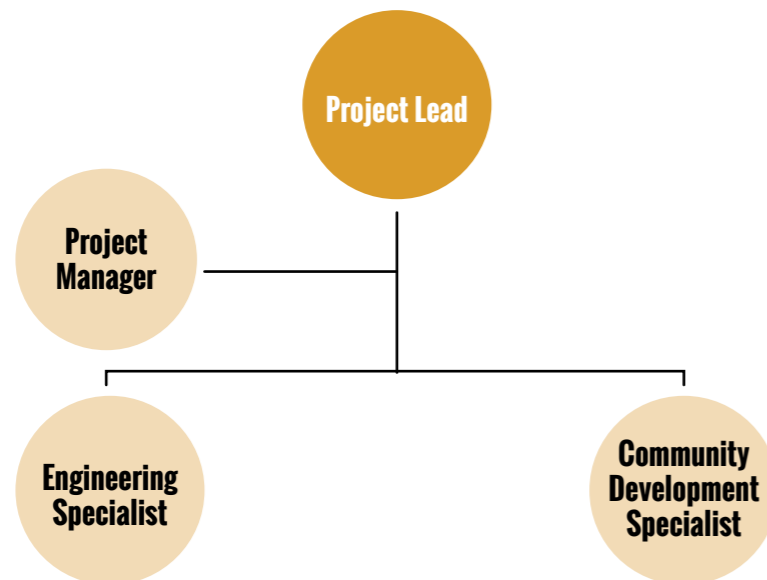 Project Lead
Project
Manager
Engineering
Specialist
Community
Development
Specialist